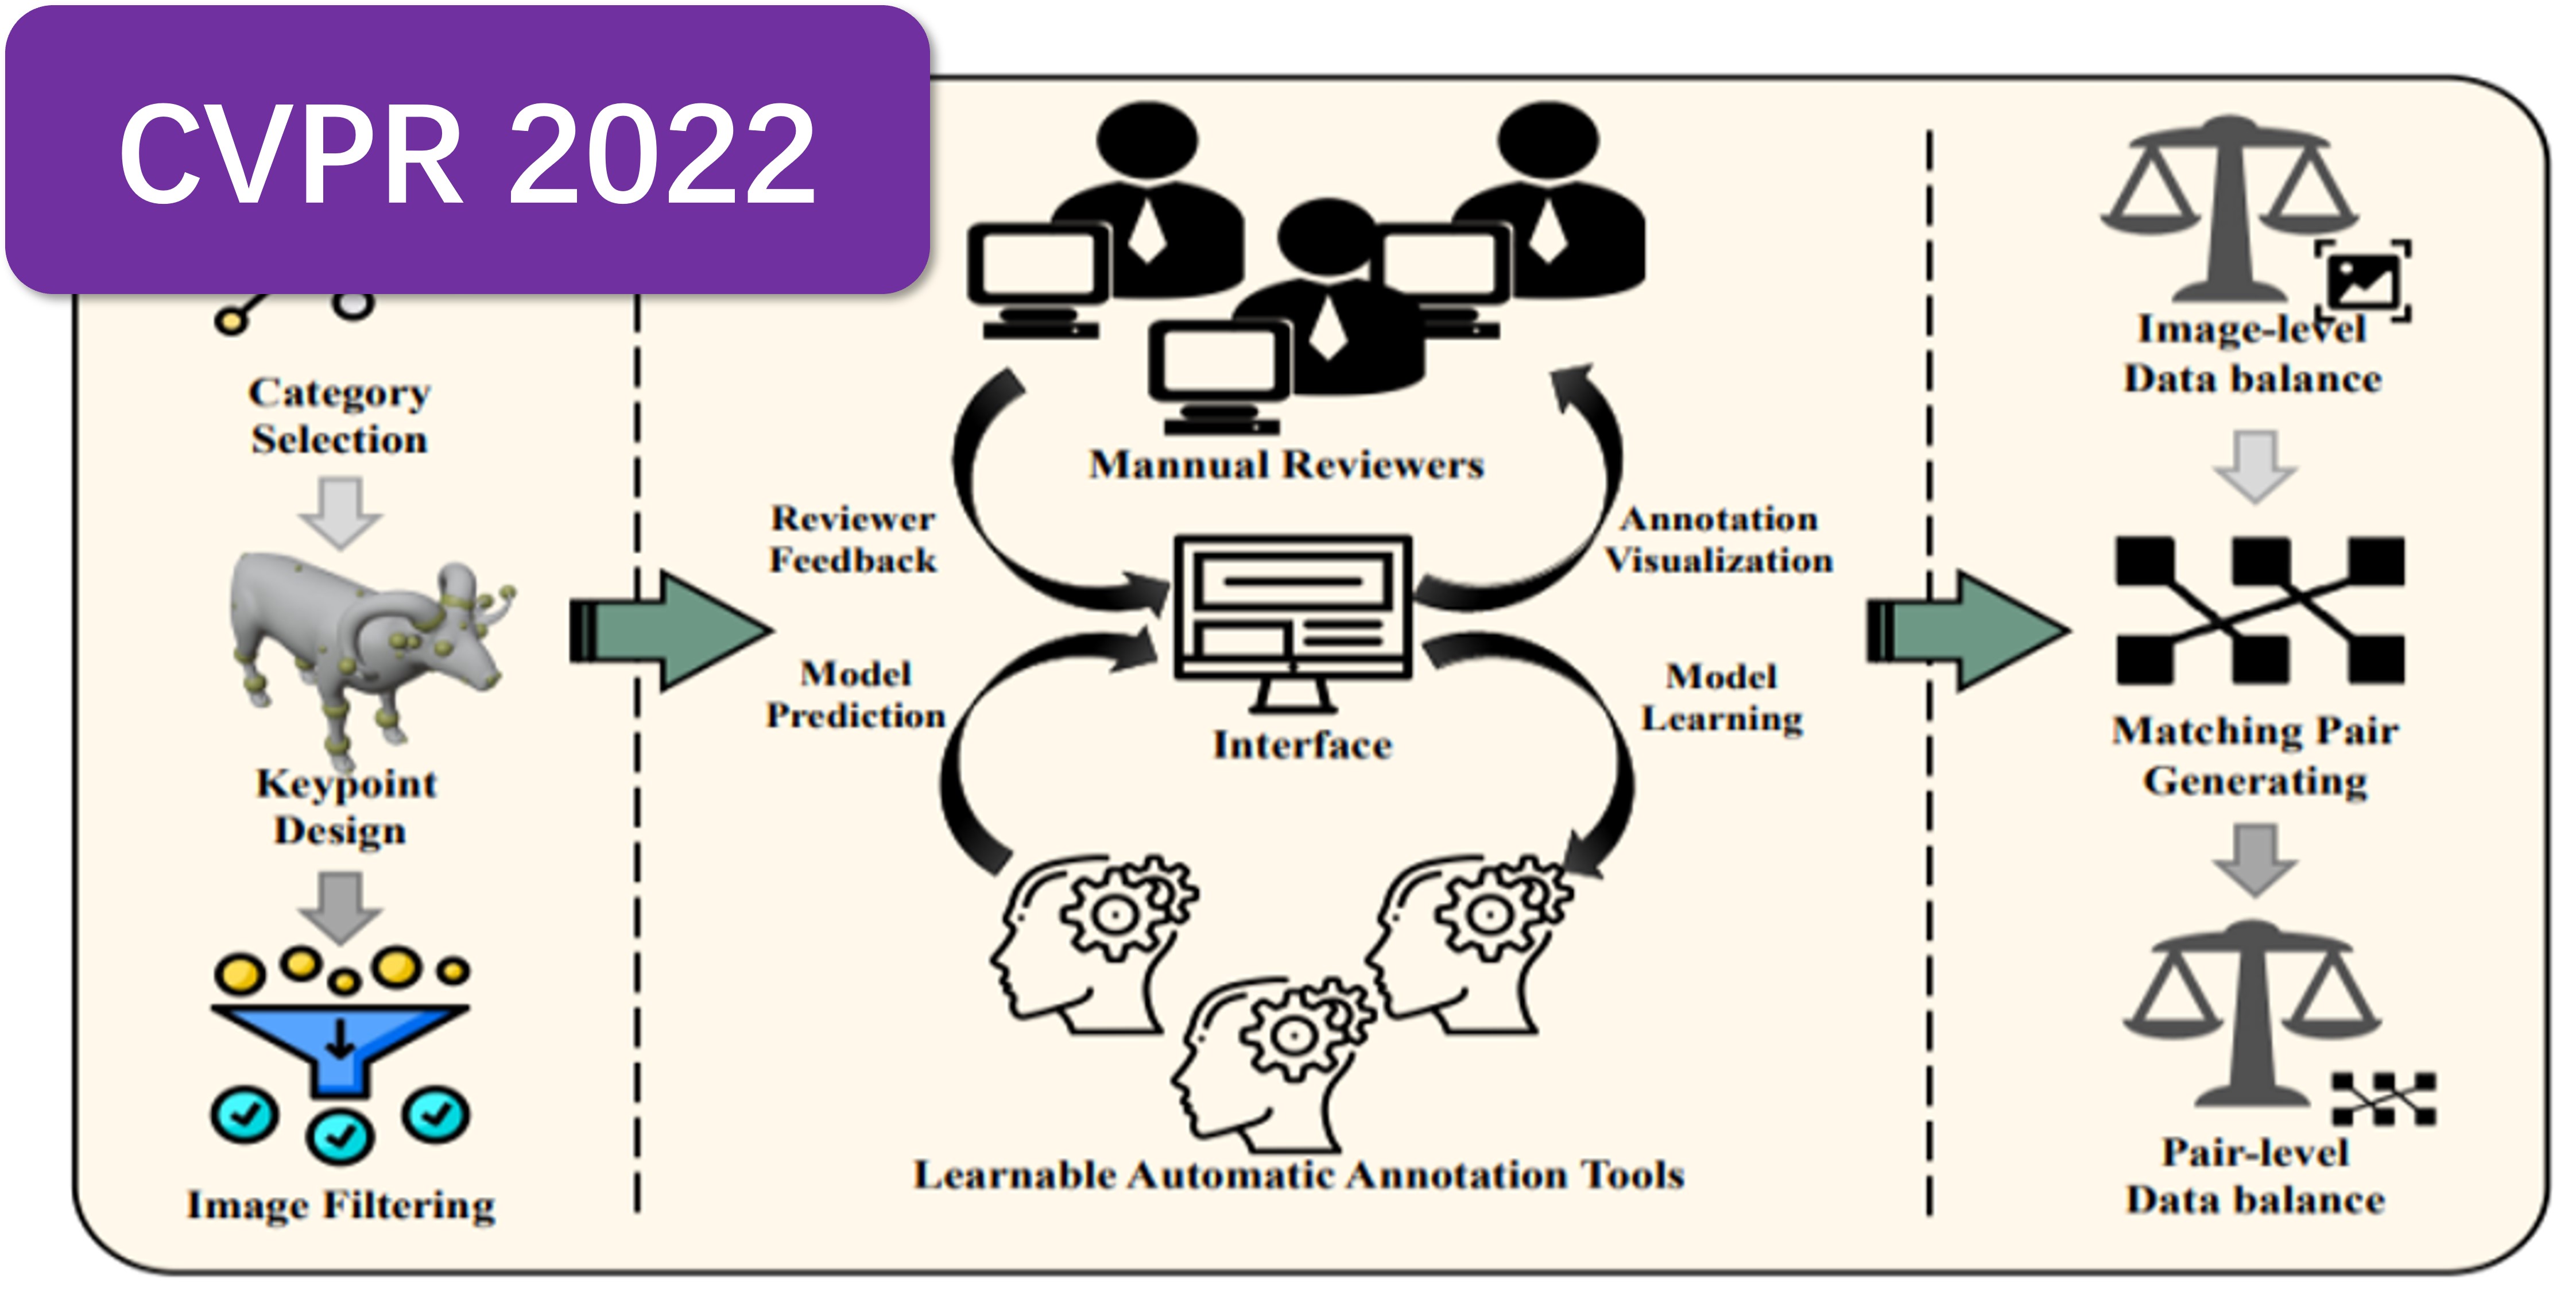 CVPR 2022
Category
Selection
Keypoint
Design
Image Filtering
Mannual Reviewers
Reviewer
Feedback
Annotation
Visualization
Interface
Model
Prediction
Model
Learning
Learnable Automatic Annotation Tools
Image-level
Data balance
Matching Pair
Generating
Pair-level
Data balance